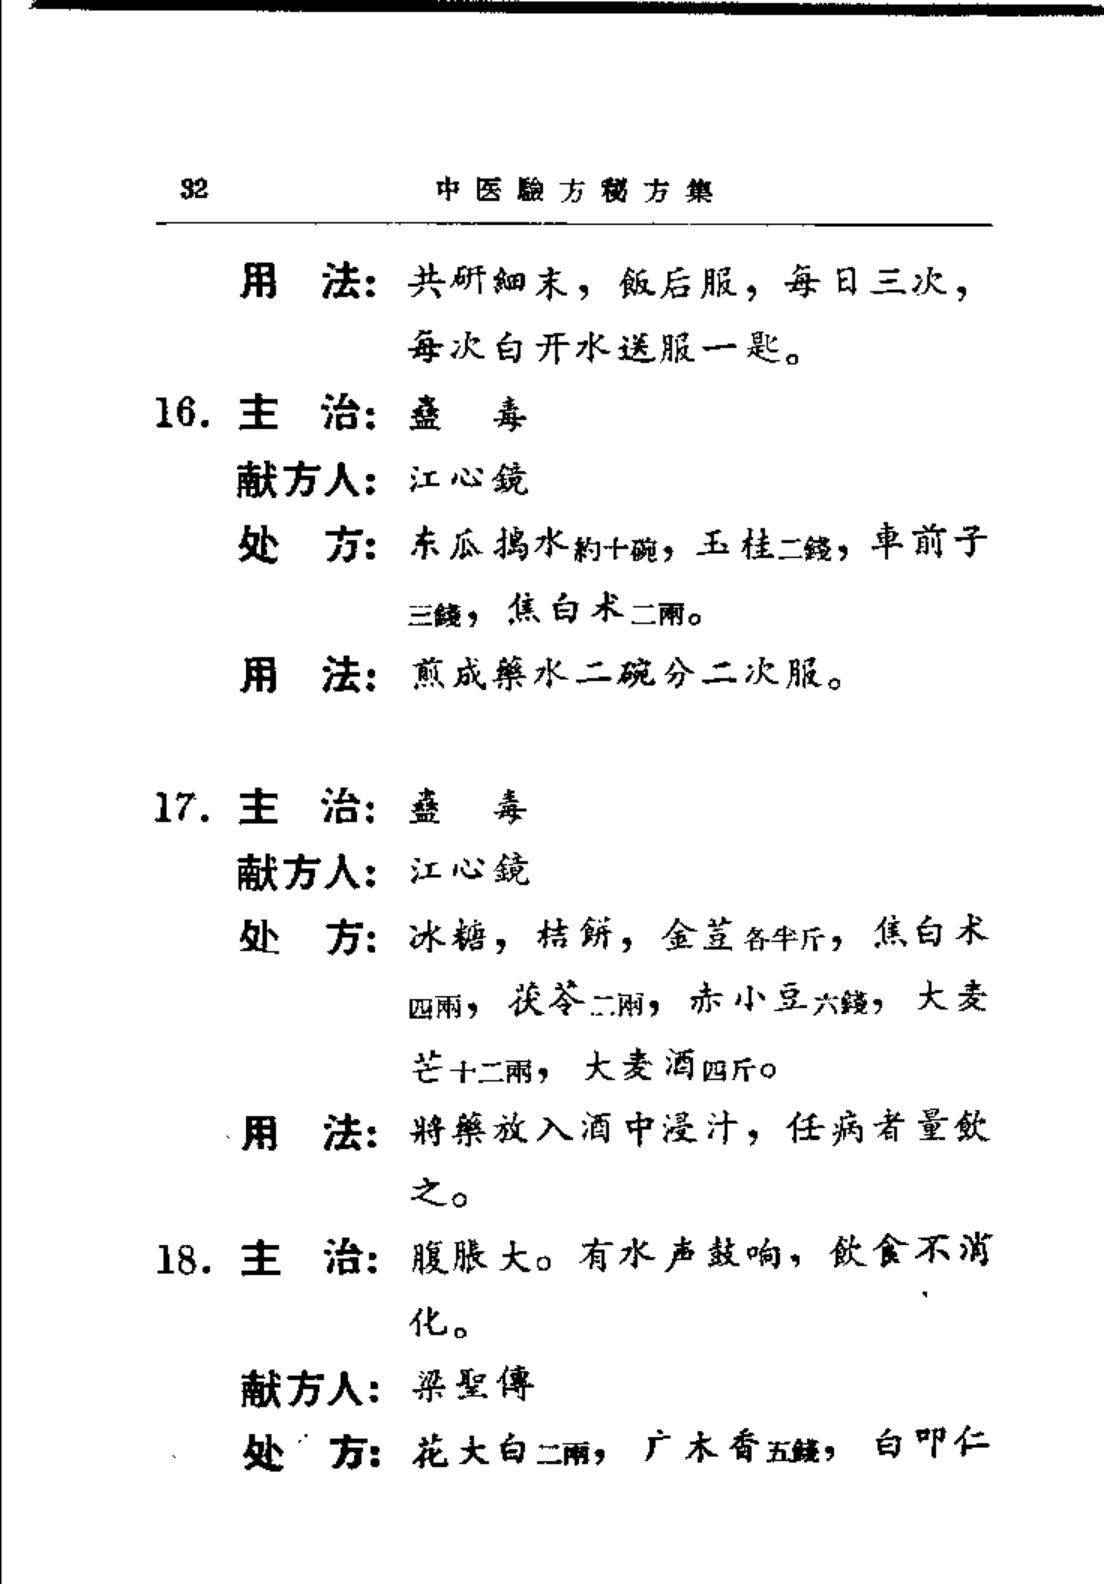 32 中医驗方秘方集
用 法：共研細末，飯后服，每日三次，
每次白开水送服一匙。
16. 主 治：蠱 毒
献方人：江心鏡
处 方：东瓜搗水約十碗，玉桂二錢，車前子
三錢，焦白术二兩。
用 法：煎成藥水二碗分二次服。
17. 主 治：蠱 毒
献方人：江心鏡
处 方：冰糖，桔餅，金荳各半斤，焦白术
四兩，茯苓二兩，赤小豆六錢，大麦
芒十二兩，大麦酒四斤。
用 法：將藥放入酒中浸汁，任病者量飲
之。
18. 主 治：腹脹大。有水声鼓响，飲食不消
化。
献方人：梁聖傳
处 方：花大白二兩，广木香五錢，白叩仁